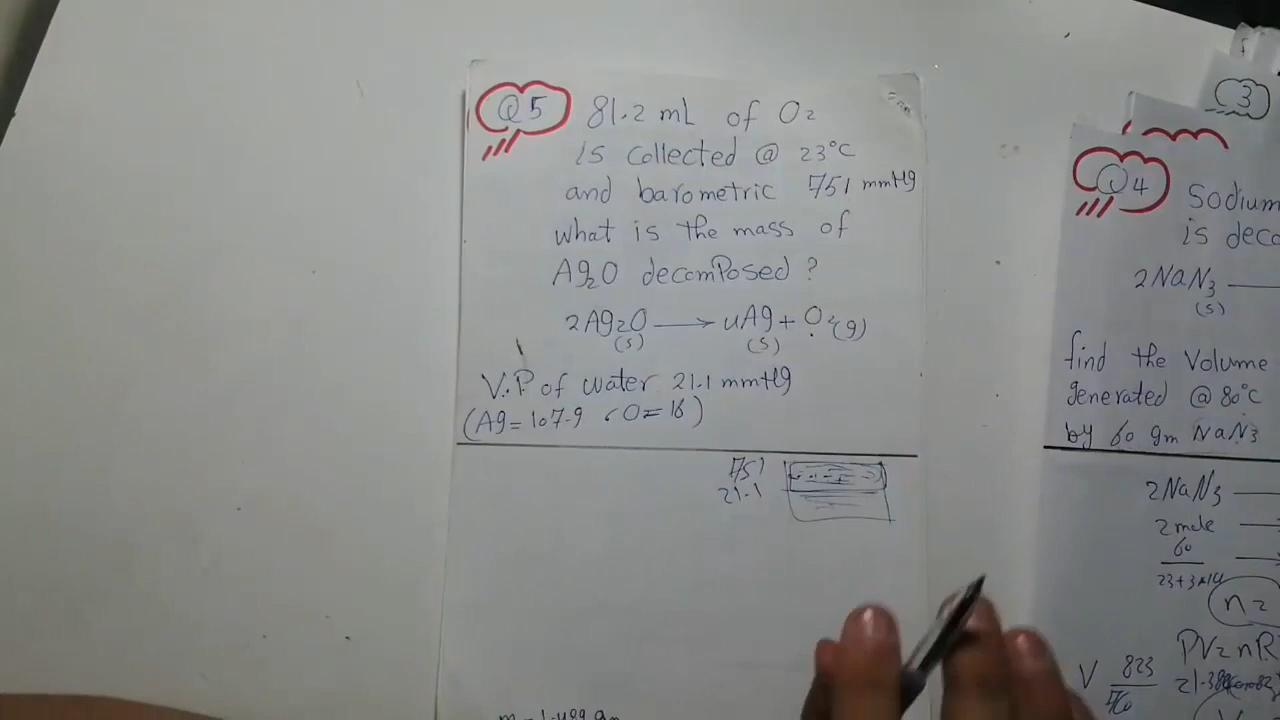 Q5 81.2 mL of O2
is collected @ 23°C
and barometric 751 mmHg
what is the mass of
Ag2O decomposed ?
2Ag2O(s) → 4Ag(s) + O2(g)
V.P of water 21.1 mmHg
(Ag = 107.9 , O = 16)
751
21.1
3
Q4 Sodium
is deco
2NaN3(s)
find the Volume
generated @ 80°C
by 60 gm NaN3
2NaN3
2 mole
60
23+3×14
n=
PV=nR
V 823
760